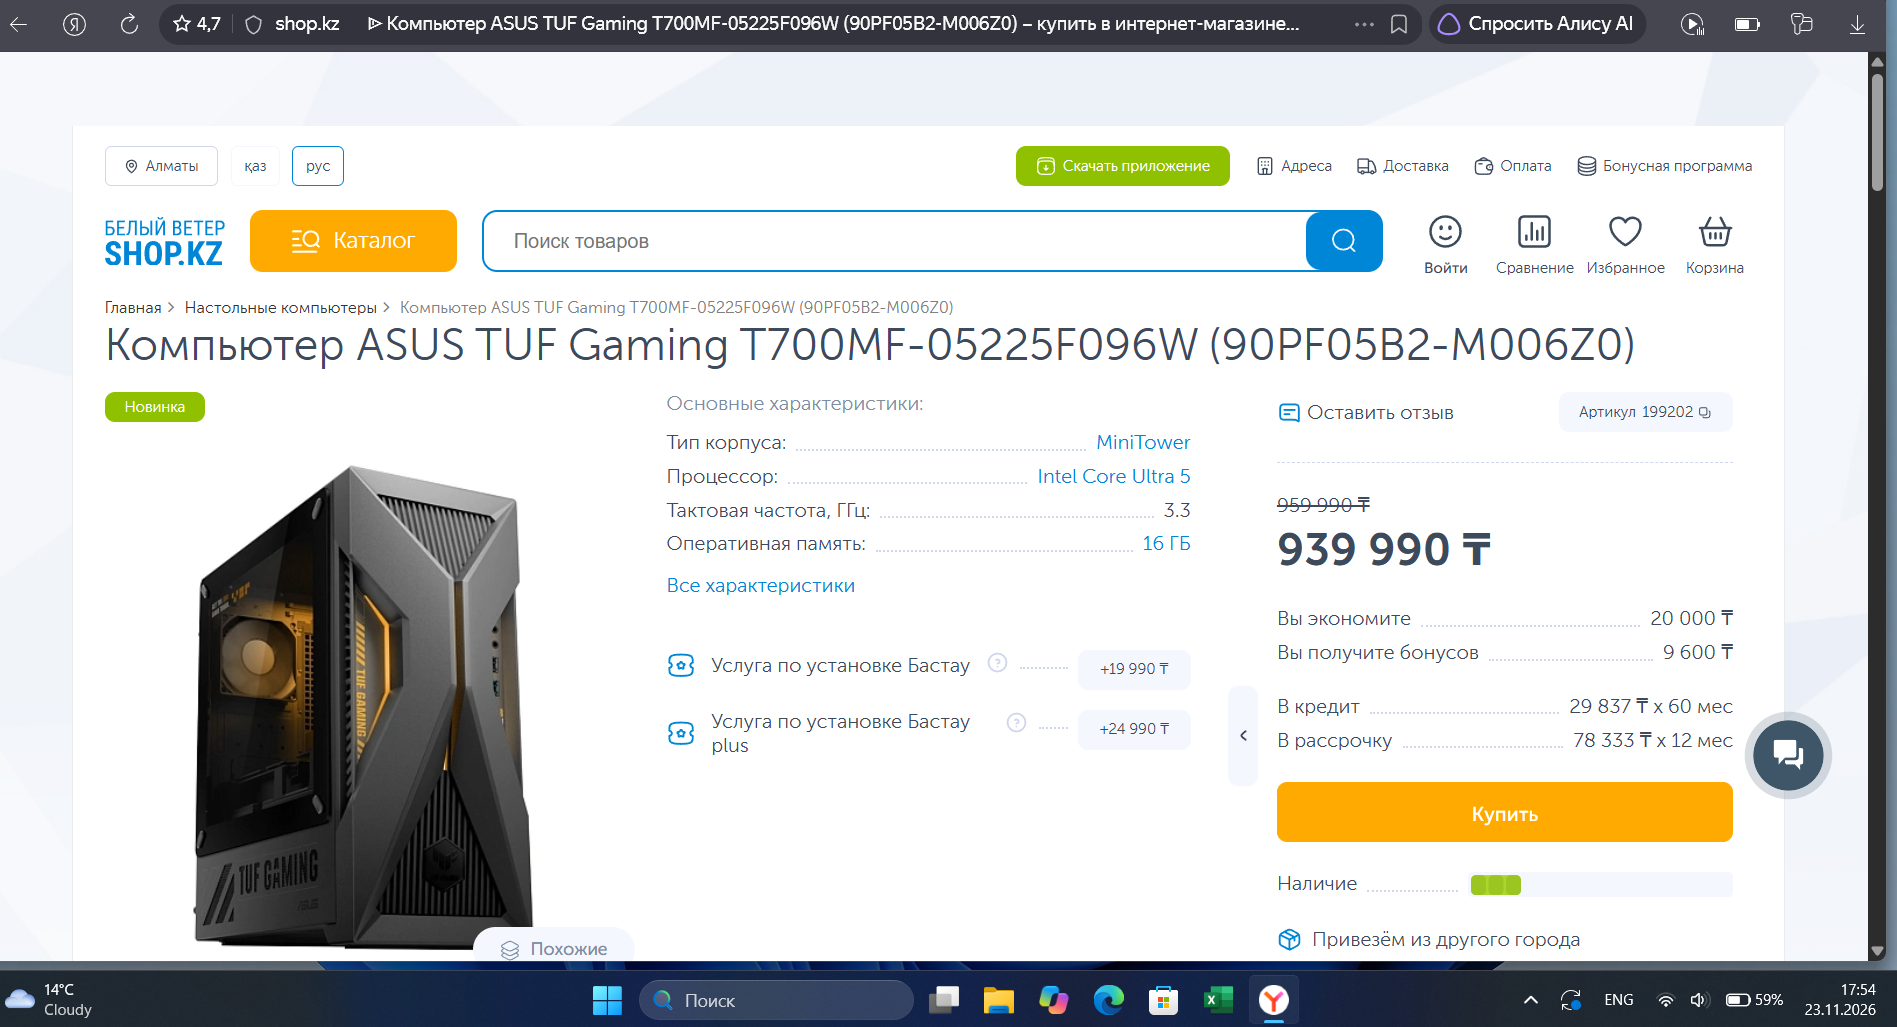 4,7
shop.kz
Компьютер ASUS TUF Gaming T700MF-05225F096W (90PF05B2-M006Z0) – купить в интернет-магазине...
Спросить Алису AI
Алматы
қаз
рус
Скачать приложение
Адреса
Доставка
Оплата
Бонусная программа
БЕЛЫЙ ВЕТЕР
SHOP.KZ
Каталог
Поиск товаров
Войти
Сравнение
Избранное
Корзина
Главная > Настольные компьютеры > Компьютер ASUS TUF Gaming T700MF-05225F096W (90PF05B2-M006Z0)
Компьютер ASUS TUF Gaming T700MF-05225F096W (90PF05B2-M006Z0)
Новинка
TUF GAMING
TUF GAMING
ASUS
Похожие
Основные характеристики:
Тип корпуса: MiniTower
Процессор: Intel Core Ultra 5
Тактовая частота, ГГц: 3.3
Оперативная память: 16 ГБ
Все характеристики
Услуга по установке Бастау ? +19 990 ₸
Услуга по установке Бастау plus ? +24 990 ₸
Оставить отзыв
Артикул 199202
959 990 ₸
939 990 ₸
Вы экономите 20 000 ₸
Вы получите бонусов 9 600 ₸
В кредит 29 837 ₸ x 60 мес
В рассрочку 78 333 ₸ x 12 мес
Купить
Наличие
Привезём из другого города
14°C
Cloudy
Поиск
ENG
59%
17:54
23.11.2026